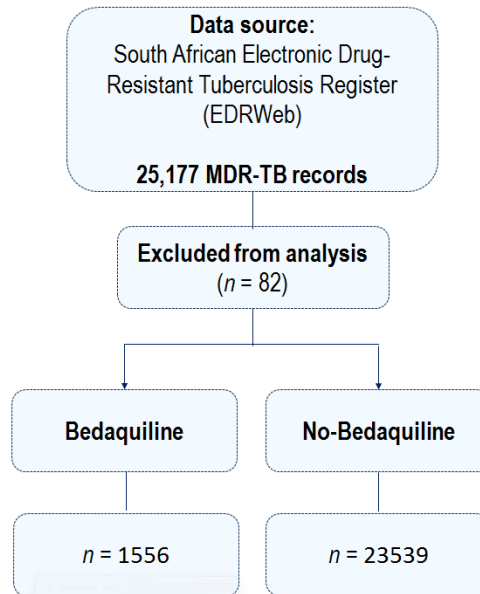 Data source:
South African Electronic Drug-
Resistant Tuberculosis Register
(EDRWeb)
25,177 MDR-TB records
Excluded from analysis
(n = 82)
Bedaquiline
No-Bedaquiline
n = 1556
n = 23539